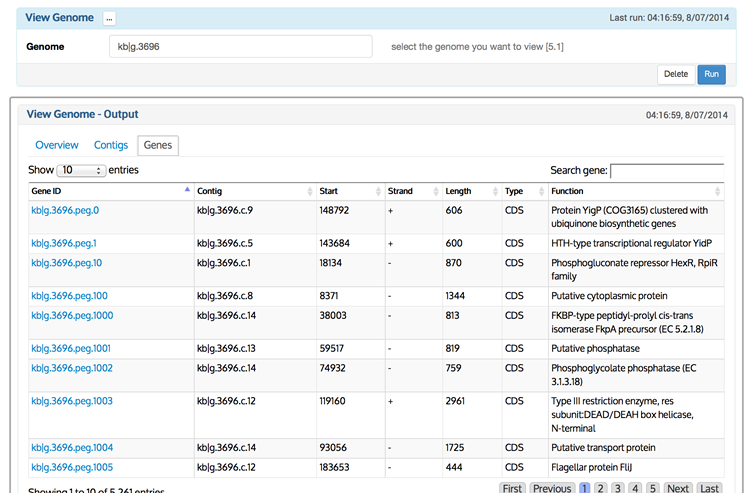 View Genome ... Last run: 04:16:59, 8/07/2014
Genome kb|g.3696 select the genome you want to view [5.1]
Delete Run
View Genome - Output 04:16:59, 8/07/2014
Overview Contigs Genes
Show 10 entries Search gene:
Gene ID Contig Start Strand Length Type Function
kb|g.3696.peg.0 kb|g.3696.c.9 148792 + 606 CDS Protein YigP (COG3165) clustered with
ubiquinone biosynthetic genes
kb|g.3696.peg.1 kb|g.3696.c.5 143684 + 600 CDS HTH-type transcriptional regulator YidP
kb|g.3696.peg.10 kb|g.3696.c.1 18134 - 870 CDS Phosphogluconate repressor HexR, RpiR
family
kb|g.3696.peg.100 kb|g.3696.c.8 8371 - 1344 CDS Putative cytoplasmic protein
kb|g.3696.peg.1000 kb|g.3696.c.14 38003 - 813 CDS FKBP-type peptidyl-prolyl cis-trans
isomerase FkpA precursor (EC 5.2.1.8)
kb|g.3696.peg.1001 kb|g.3696.c.13 59517 - 819 CDS Putative phosphatase
kb|g.3696.peg.1002 kb|g.3696.c.14 74932 - 759 CDS Phosphoglycolate phosphatase (EC
3.1.3.18)
kb|g.3696.peg.1003 kb|g.3696.c.12 119160 + 2961 CDS Type III restriction enzyme, res
subunit:DEAD/DEAH box helicase,
N-terminal
kb|g.3696.peg.1004 kb|g.3696.c.14 93056 - 1725 CDS Putative transport protein
kb|g.3696.peg.1005 kb|g.3696.c.12 183653 - 444 CDS Flagellar protein FliJ
Showing 1 to 10 of 5,261 entries First Previous 1 2 3 4 5 Next Last